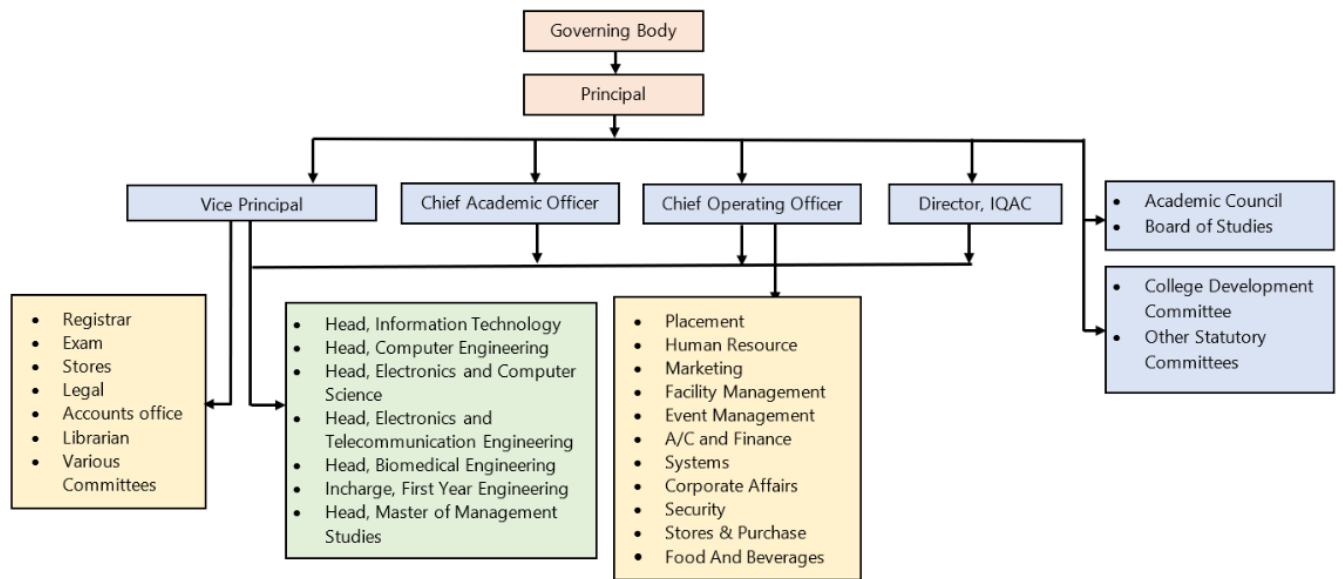 Governing Body
Principal
Vice Principal
Chief Academic Officer
Chief Operating Officer
Director, IQAC
• Academic Council
• Board of Studies
• College Development
Committee
• Other Statutory
Committees
• Registrar
• Exam
• Stores
• Legal
• Accounts office
• Librarian
• Various
Committees
• Head, Information Technology
• Head, Computer Engineering
• Head, Electronics and Computer
Science
• Head, Electronics and
Telecommunication Engineering
• Head, Biomedical Engineering
• Incharge, First Year Engineering
• Head, Master of Management
Studies
• Placement
• Human Resource
• Marketing
• Facility Management
• Event Management
• A/C and Finance
• Systems
• Corporate Affairs
• Security
• Stores & Purchase
• Food And Beverages